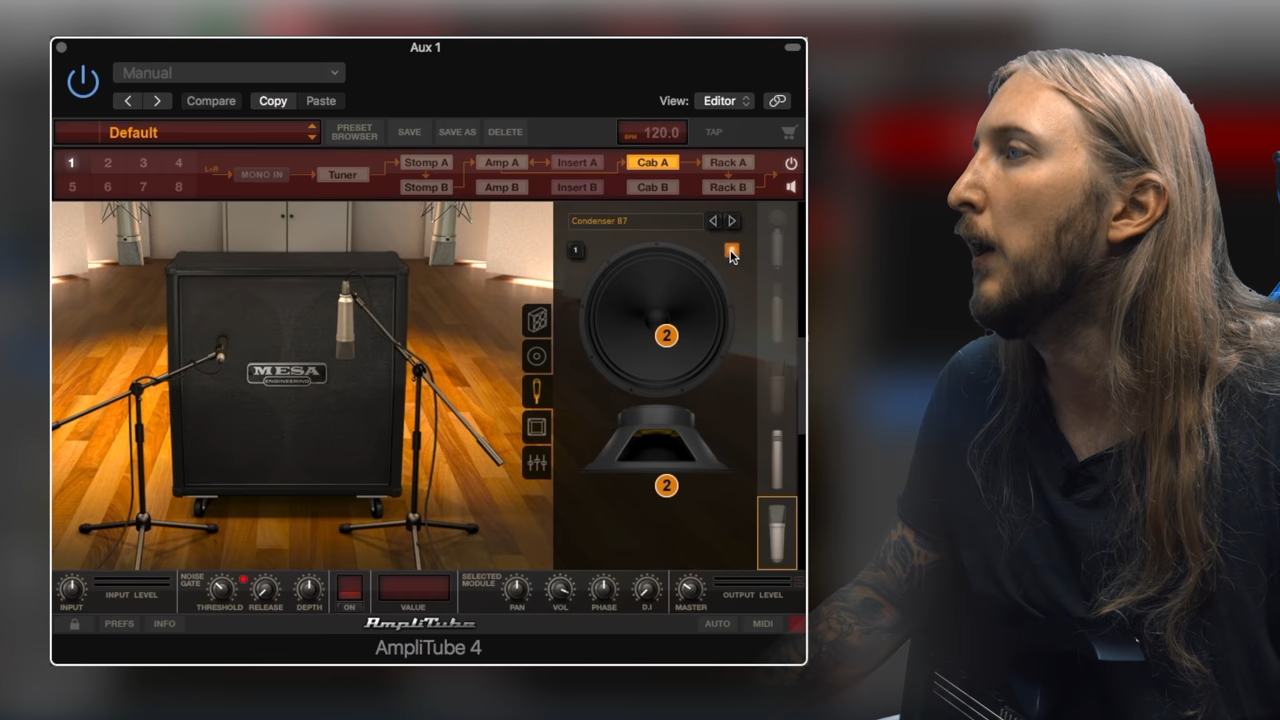 Aux 1
Manual
Compare Copy Paste View: Editor
Default PRESET BROWSER SAVE SAVE AS DELETE BPM 120.0 TAP
1 2 3 4 L+R MONO IN Tuner Stomp A Amp A Insert A Cab A Rack A
5 6 7 8 Stomp B Amp B Insert B Cab B Rack B
Condenser 87
1
2
MESA
ENGINEERING
2
INPUT INPUT LEVEL NOISE GATE THRESHOLD RELEASE DEPTH ON VALUE SELECTED MODULE PAN VOL PHASE D.I MASTER OUTPUT LEVEL
PREFS INFO AmpliTube AUTO MIDI
AmpliTube 4